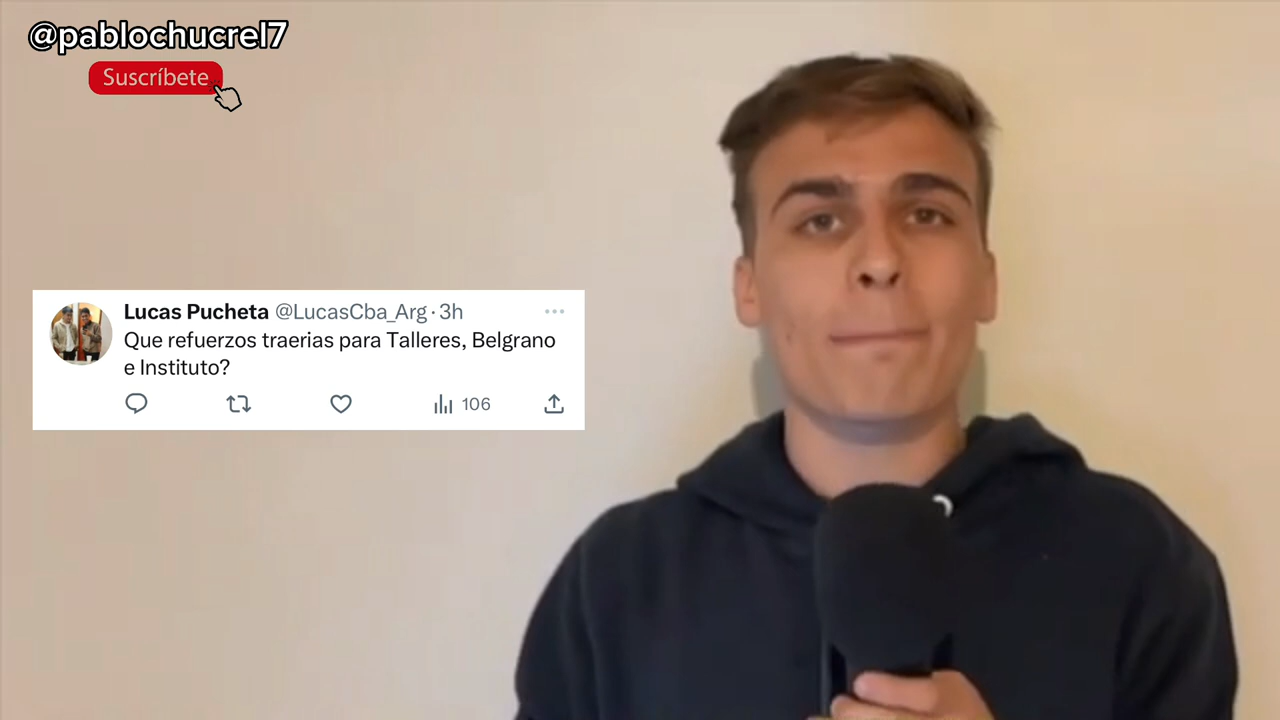 @pablochucrel7
Suscríbete
Lucas Pucheta @LucasCba_Arg · 3h
Que refuerzos traerias para Talleres, Belgrano
e Instituto?
106